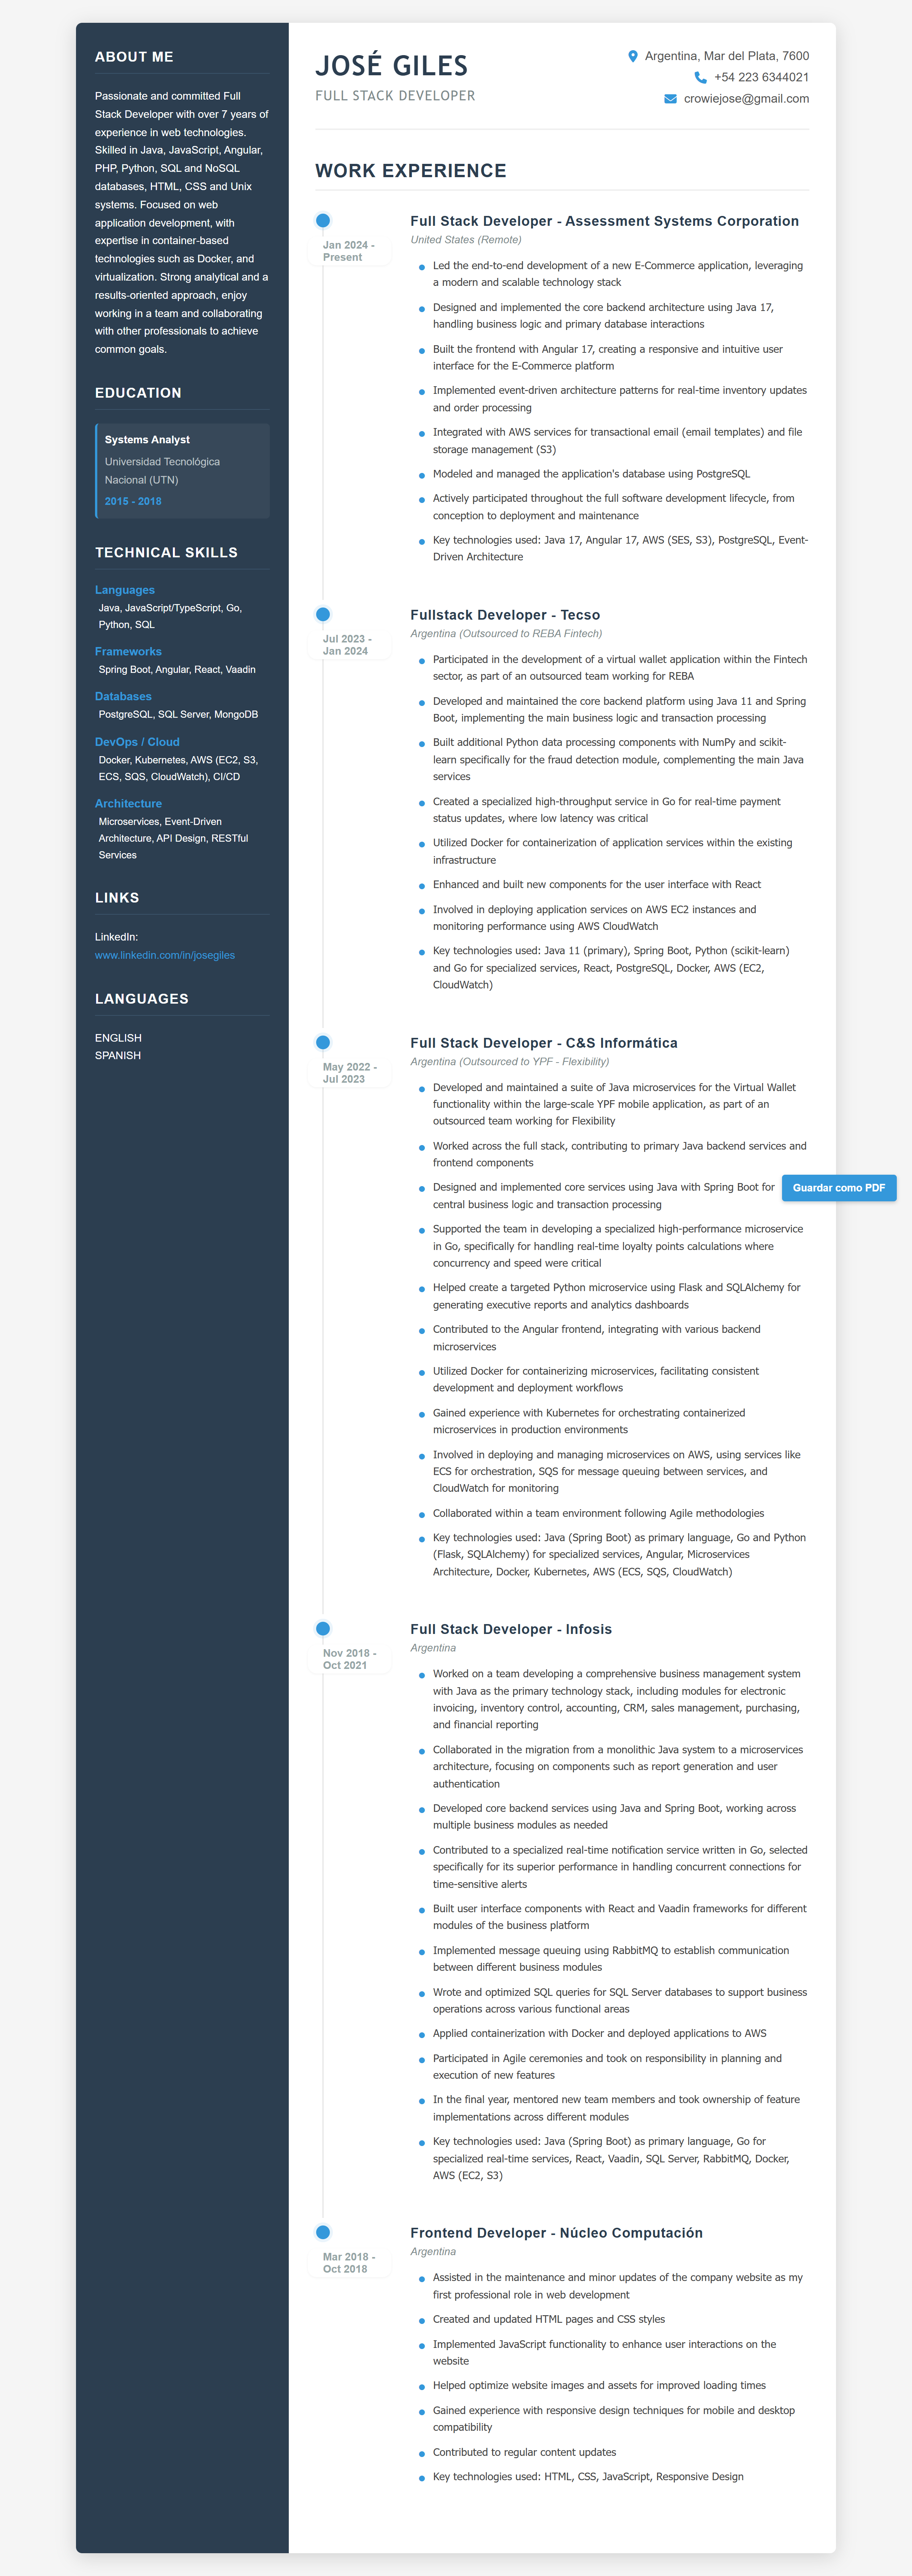 ABOUT ME
Passionate and committed Full
Stack Developer with over 7 years of
experience in web technologies.
Skilled in Java, JavaScript, Angular,
PHP, Python, SQL and NoSQL
databases, HTML, CSS and Unix
systems. Focused on web
application development, with
expertise in container-based
technologies such as Docker, and
virtualization. Strong analytical and a
results-oriented approach, enjoy
working in a team and collaborating
with other professionals to achieve
common goals.
EDUCATION
Systems Analyst
Universidad Tecnológica
Nacional (UTN)
2015 - 2018
TECHNICAL SKILLS
Languages
Java, JavaScript/TypeScript, Go,
Python, SQL
Frameworks
Spring Boot, Angular, React, Vaadin
Databases
PostgreSQL, SQL Server, MongoDB
DevOps / Cloud
Docker, Kubernetes, AWS (EC2, S3,
ECS, SQS, CloudWatch), CI/CD
Architecture
Microservices, Event-Driven
Architecture, API Design, RESTful
Services
LINKS
LinkedIn:
www.linkedin.com/in/josegiles
LANGUAGES
ENGLISH
SPANISH
JOSÉ GILES
FULL STACK DEVELOPER
Argentina, Mar del Plata, 7600
+54 223 6344021
crowiejose@gmail.com
WORK EXPERIENCE
Jan 2024 -
Present
Full Stack Developer - Assessment Systems Corporation
United States (Remote)
Led the end-to-end development of a new E-Commerce application, leveraging
a modern and scalable technology stack
Designed and implemented the core backend architecture using Java 17,
handling business logic and primary database interactions
Built the frontend with Angular 17, creating a responsive and intuitive user
interface for the E-Commerce platform
Implemented event-driven architecture patterns for real-time inventory updates
and order processing
Integrated with AWS services for transactional email (email templates) and file
storage management (S3)
Modeled and managed the application's database using PostgreSQL
Actively participated throughout the full software development lifecycle, from
conception to deployment and maintenance
Key technologies used: Java 17, Angular 17, AWS (SES, S3), PostgreSQL, Event-
Driven Architecture
Jul 2023 -
Jan 2024
Fullstack Developer - Tecso
Argentina (Outsourced to REBA Fintech)
Participated in the development of a virtual wallet application within the Fintech
sector, as part of an outsourced team working for REBA
Developed and maintained the core backend platform using Java 11 and Spring
Boot, implementing the main business logic and transaction processing
Built additional Python data processing components with NumPy and scikit-
learn specifically for the fraud detection module, complementing the main Java
services
Created a specialized high-throughput service in Go for real-time payment
status updates, where low latency was critical
Utilized Docker for containerization of application services within the existing
infrastructure
Enhanced and built new components for the user interface with React
Involved in deploying application services on AWS EC2 instances and
monitoring performance using AWS CloudWatch
Key technologies used: Java 11 (primary), Spring Boot, Python (scikit-learn)
and Go for specialized services, React, PostgreSQL, Docker, AWS (EC2,
CloudWatch)
May 2022 -
Jul 2023
Full Stack Developer - C&S Informática
Argentina (Outsourced to YPF - Flexibility)
Developed and maintained a suite of Java microservices for the Virtual Wallet
functionality within the large-scale YPF mobile application, as part of an
outsourced team working for Flexibility
Worked across the full stack, contributing to primary Java backend services and
frontend components
Designed and implemented core services using Java with Spring Boot for
central business logic and transaction processing
Guardar como PDF
Supported the team in developing a specialized high-performance microservice
in Go, specifically for handling real-time loyalty points calculations where
concurrency and speed were critical
Helped create a targeted Python microservice using Flask and SQLAlchemy for
generating executive reports and analytics dashboards
Contributed to the Angular frontend, integrating with various backend
microservices
Utilized Docker for containerizing microservices, facilitating consistent
development and deployment workflows
Gained experience with Kubernetes for orchestrating containerized
microservices in production environments
Involved in deploying and managing microservices on AWS, using services like
ECS for orchestration, SQS for message queuing between services, and
CloudWatch for monitoring
Collaborated within a team environment following Agile methodologies
Key technologies used: Java (Spring Boot) as primary language, Go and Python
(Flask, SQLAlchemy) for specialized services, Angular, Microservices
Architecture, Docker, Kubernetes, AWS (ECS, SQS, CloudWatch)
Nov 2018 -
Oct 2021
Full Stack Developer - Infosis
Argentina
Worked on a team developing a comprehensive business management system
with Java as the primary technology stack, including modules for electronic
invoicing, inventory control, accounting, CRM, sales management, purchasing,
and financial reporting
Collaborated in the migration from a monolithic Java system to a microservices
architecture, focusing on components such as report generation and user
authentication
Developed core backend services using Java and Spring Boot, working across
multiple business modules as needed
Contributed to a specialized real-time notification service written in Go, selected
specifically for its superior performance in handling concurrent connections for
time-sensitive alerts
Built user interface components with React and Vaadin frameworks for different
modules of the business platform
Implemented message queuing using RabbitMQ to establish communication
between different business modules
Wrote and optimized SQL queries for SQL Server databases to support business
operations across various functional areas
Applied containerization with Docker and deployed applications to AWS
Participated in Agile ceremonies and took on responsibility in planning and
execution of new features
In the final year, mentored new team members and took ownership of feature
implementations across different modules
Key technologies used: Java (Spring Boot) as primary language, Go for
specialized real-time services, React, Vaadin, SQL Server, RabbitMQ, Docker,
AWS (EC2, S3)
Mar 2018 -
Oct 2018
Frontend Developer - Núcleo Computación
Argentina
Assisted in the maintenance and minor updates of the company website as my
first professional role in web development
Created and updated HTML pages and CSS styles
Implemented JavaScript functionality to enhance user interactions on the
website
Helped optimize website images and assets for improved loading times
Gained experience with responsive design techniques for mobile and desktop
compatibility
Contributed to regular content updates
Key technologies used: HTML, CSS, JavaScript, Responsive Design